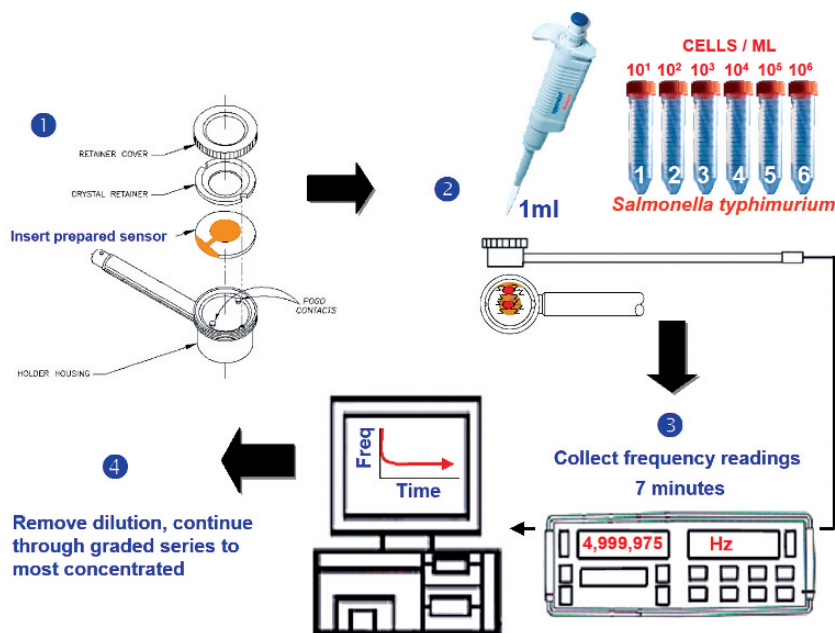 1
RETAINER COVER
CRYSTAL RETAINER
Insert prepared sensor
POGO
CONTACTS
HOLDER HOUSING
2
1ml
CELLS / ML
10¹ 10² 10³ 10⁴ 10⁵ 10⁶
1 2 3 4 5 6
Salmonella typhimurium
3
Collect frequency readings
7 minutes
4,999,975 Hz
Freq
Time
4
Remove dilution, continue
through graded series to
most concentrated